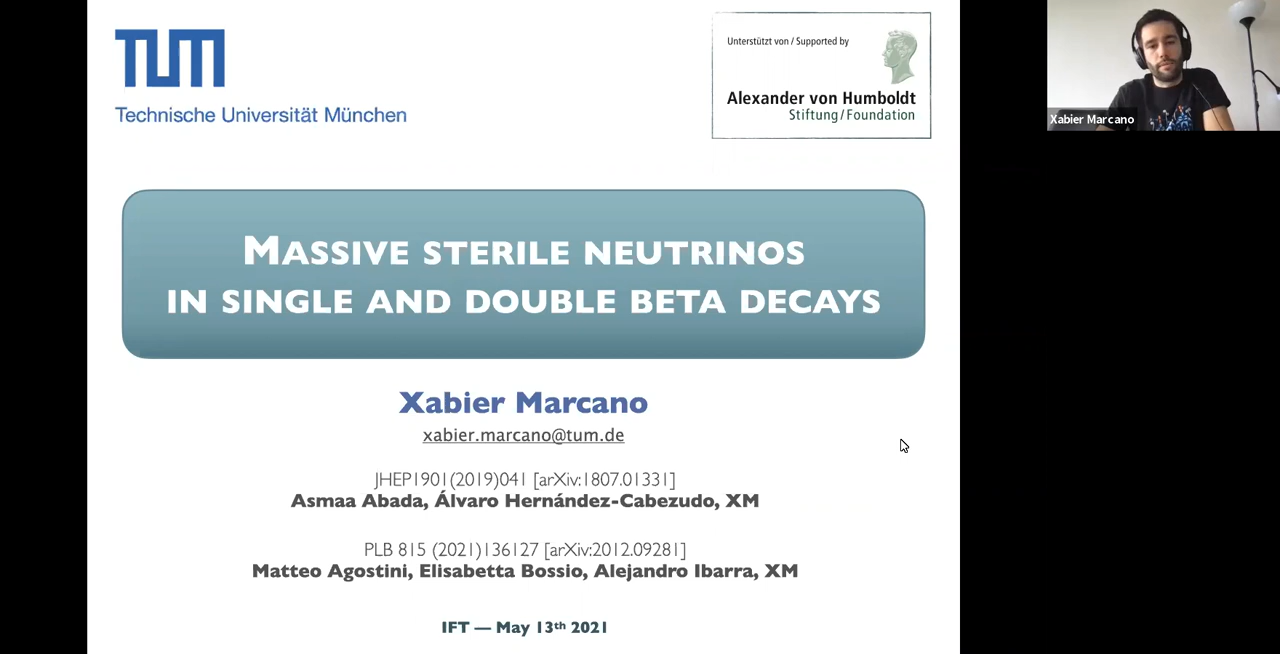 TUM
Technische Universität München
Unterstützt von / Supported by
Alexander von Humboldt
Stiftung/Foundation
Xabier Marcano
MASSIVE STERILE NEUTRINOS
IN SINGLE AND DOUBLE BETA DECAYS
Xabier Marcano
xabier.marcano@tum.de
JHEP1901(2019)041 [arXiv:1807.01331]
Asmaa Abada, Álvaro Hernández-Cabezudo, XM
PLB 815 (2021)136127 [arXiv:2012.09281]
Matteo Agostini, Elisabetta Bossio, Alejandro Ibarra, XM
IFT — May 13th 2021